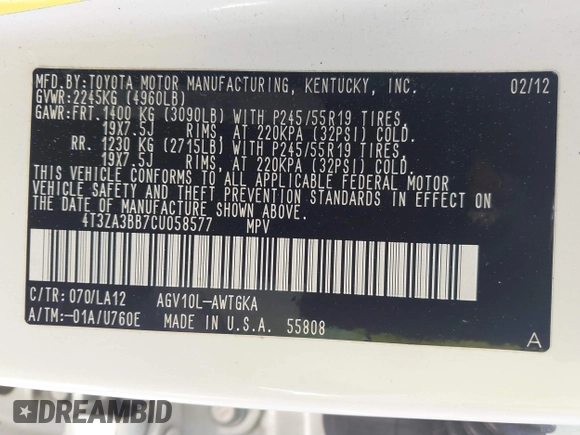 MFD.BY:TOYOTA MOTOR MANUFACTURING, KENTUCKY, INC. 02/12
GVWR:2245KG (4960LB)
GAWR:FRT.1400 KG (3090LB) WITH P245/55R19 TIRES,
19X7.5J RIMS, AT 220KPA (32PSI) COLD.
RR. 1230 KG (2715LB) WITH P245/55R19 TIRES,
19X7.5J RIMS, AT 220KPA (32PSI) COLD.
THIS VEHICLE CONFORMS TO ALL APPLICABLE FEDERAL MOTOR
VEHICLE SAFETY AND THEFT PREVENTION STANDARDS IN EFFECT ON
THE DATE OF MANUFACTURE SHOWN ABOVE.
4T3ZA3BB7CU058577 MPV
C/TR:070/LA12 AGV10L-AWTGKA
A/TM:-01A/U760E MADE IN U.S.A. 55808 A
DREAMBID